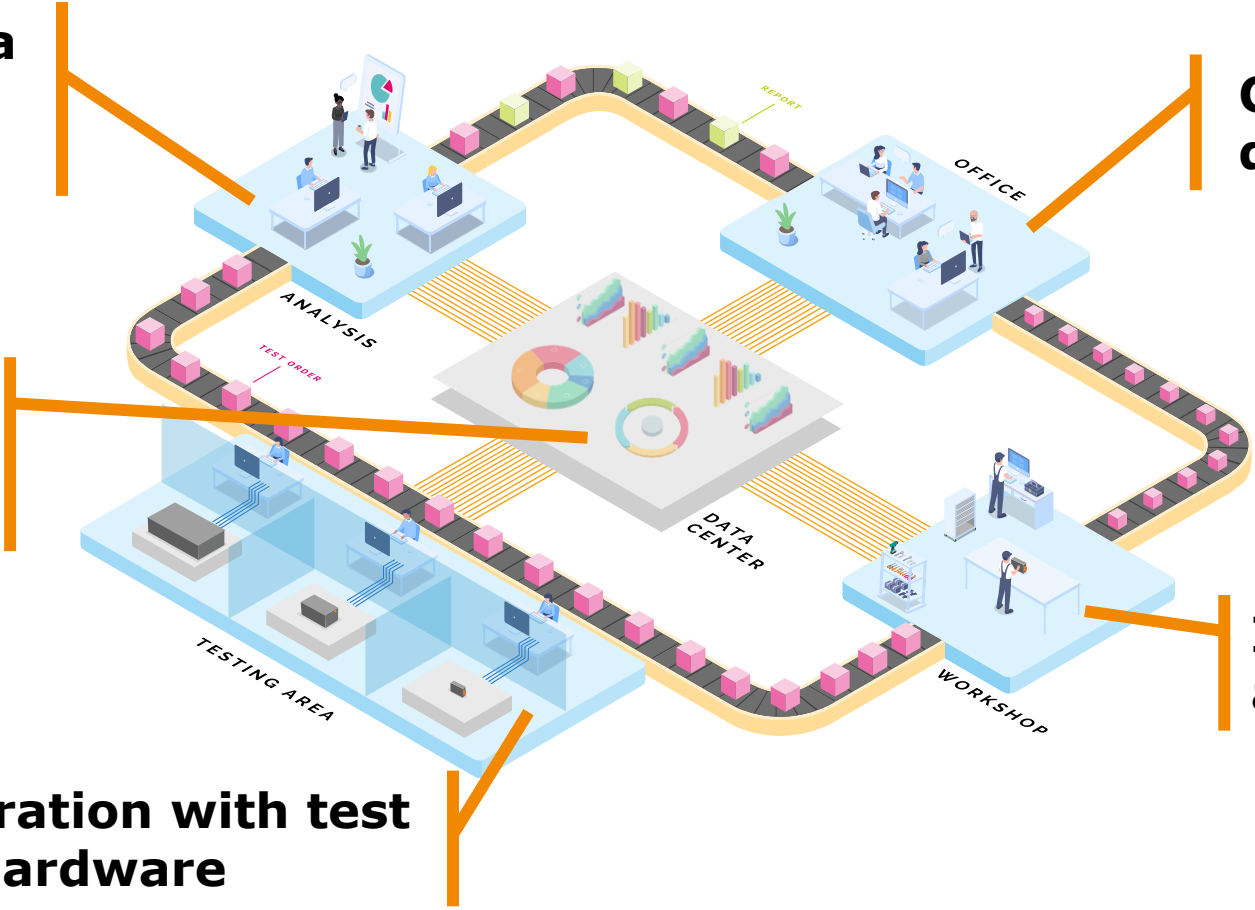 a
REPORT
OFFICE
ANALYSIS
TEST ORDER
DATA
CENTER
TESTING AREA
WORKSHOP
ration with test
ardware